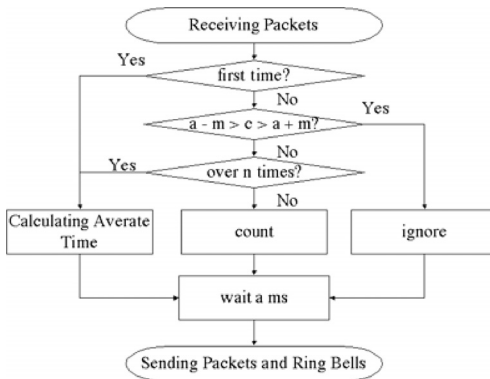 Receiving Packets
Yes
first time?
No
Yes
a - m > c > a + m?
No
Yes
over n times?
No
Calculating Averate
Time
count
ignore
wait a ms
Sending Packets and Ring Bells